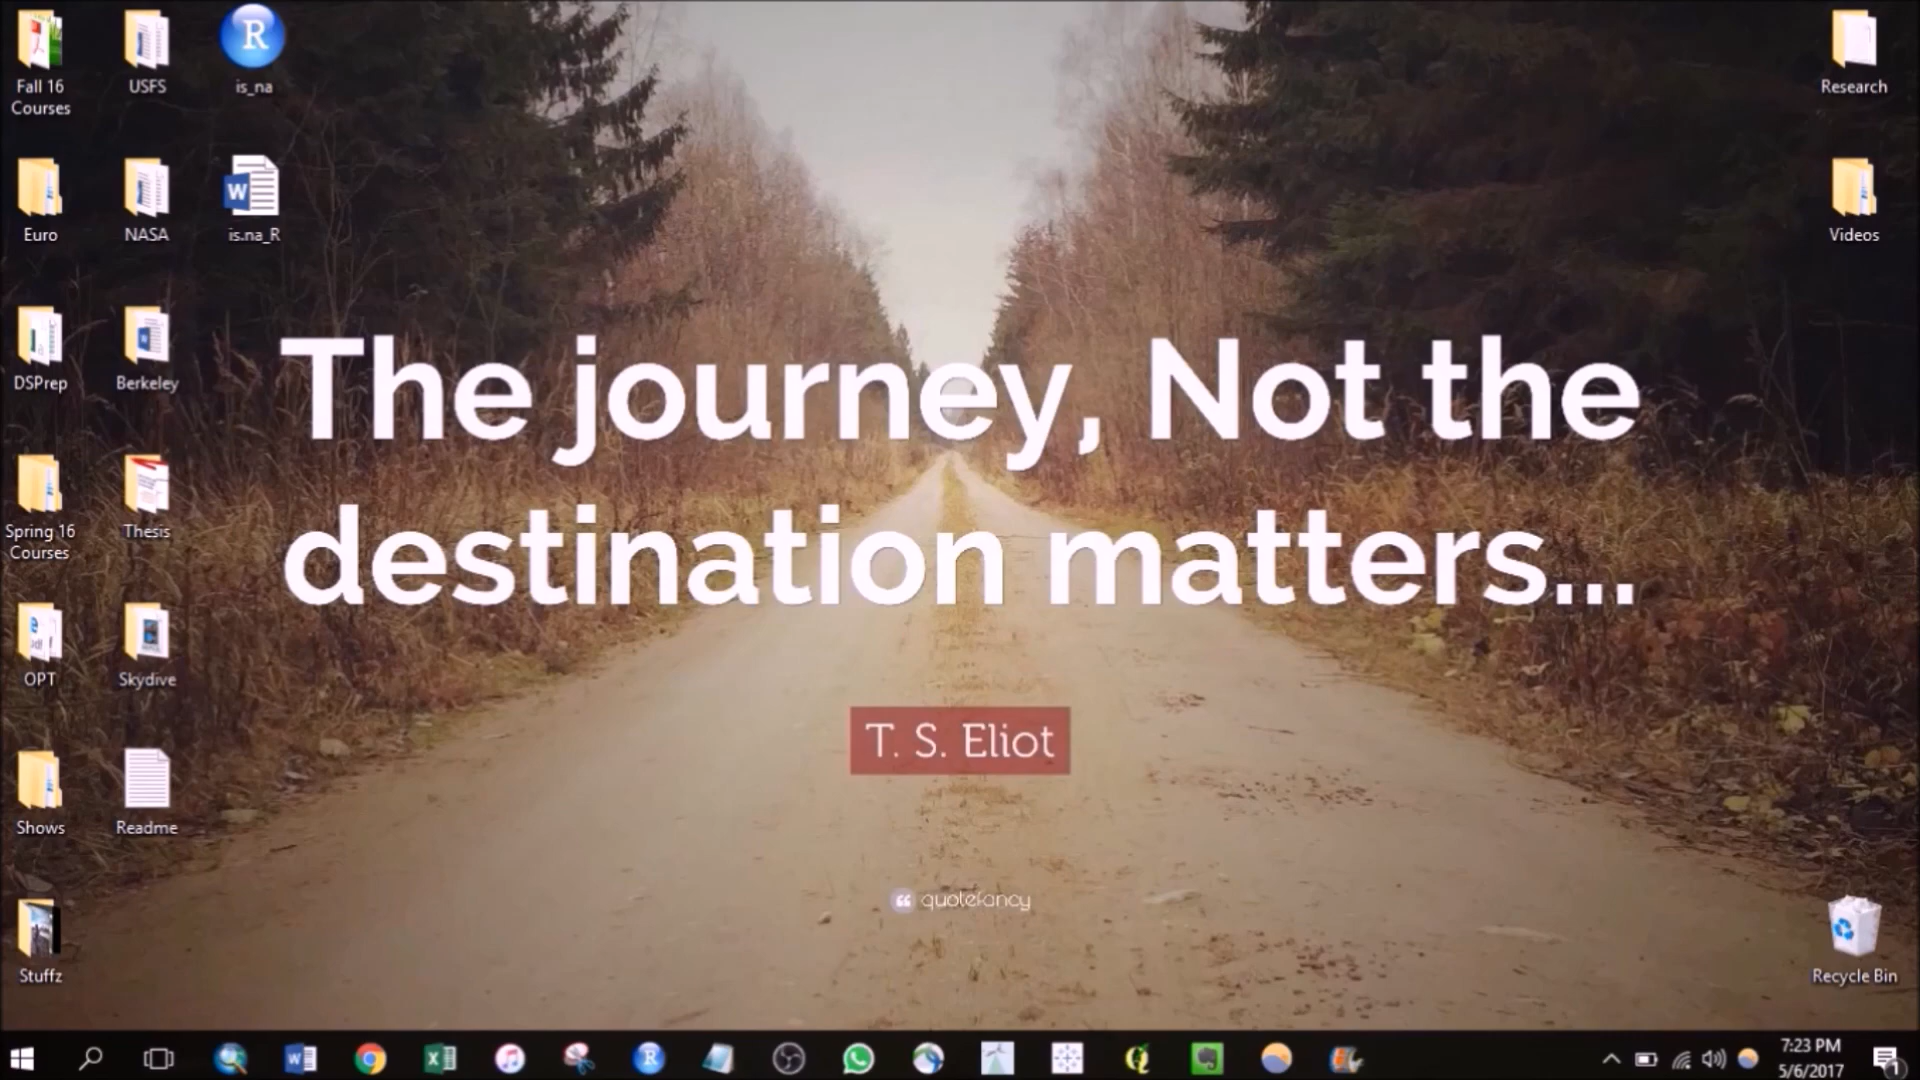 Fall 16
Courses
USFS
is_na
Research
Euro
NASA
is.na_R
Videos
DSPrep
Berkeley
The journey, Not the
destination matters...
Spring 16
Courses
Thesis
OPT
Skydive
T. S. Eliot
Shows
Readme
quotefancy
Stuffz
Recycle Bin
7:23 PM
5/6/2017